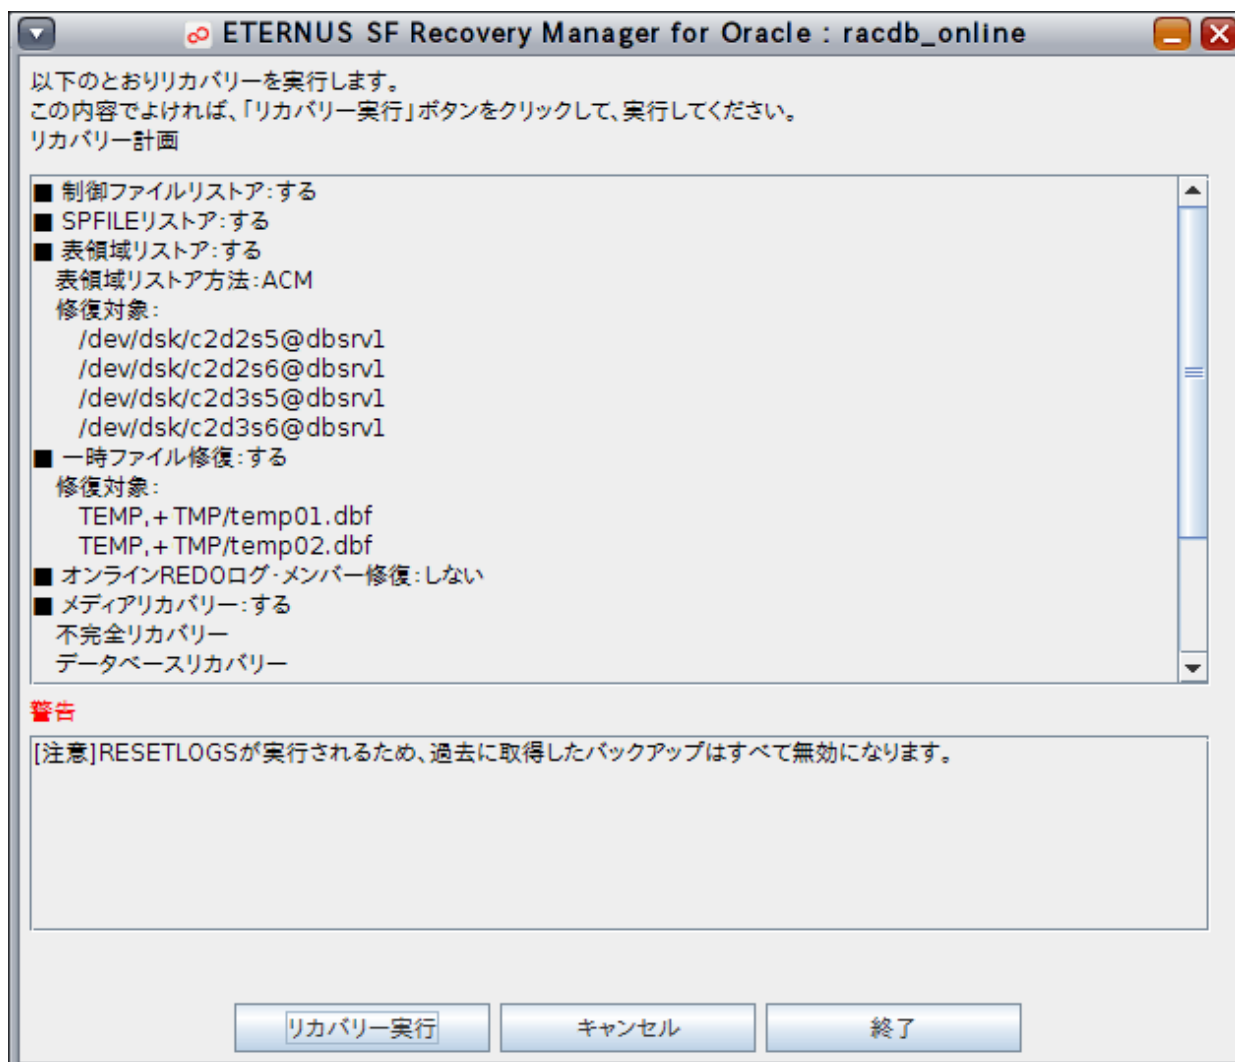 ETERNUS SF Recovery Manager for Oracle : racdb_online
以下のとおりリカバリーを実行します。
この内容でよければ、「リカバリー実行」ボタンをクリックして、実行してください。
リカバリー計画
■ 制御ファイルリストア:する
■ SPFILEリストア:する
■ 表領域リストア:する
表領域リストア方法:ACM
修復対象:
/dev/dsk/c2d2s5@dbsrv1
/dev/dsk/c2d2s6@dbsrv1
/dev/dsk/c2d3s5@dbsrv1
/dev/dsk/c2d3s6@dbsrv1
■ 一時ファイル修復:する
修復対象:
TEMP,+TMP/temp01.dbf
TEMP,+TMP/temp02.dbf
■ オンラインREDOログ・メンバー修復:しない
■ メディアリカバリー:する
不完全リカバリー
データベースリカバリー
警告
[注意]RESETLOGSが実行されるため、過去に取得したバックアップはすべて無効になります。
リカバリー実行 キャンセル 終了